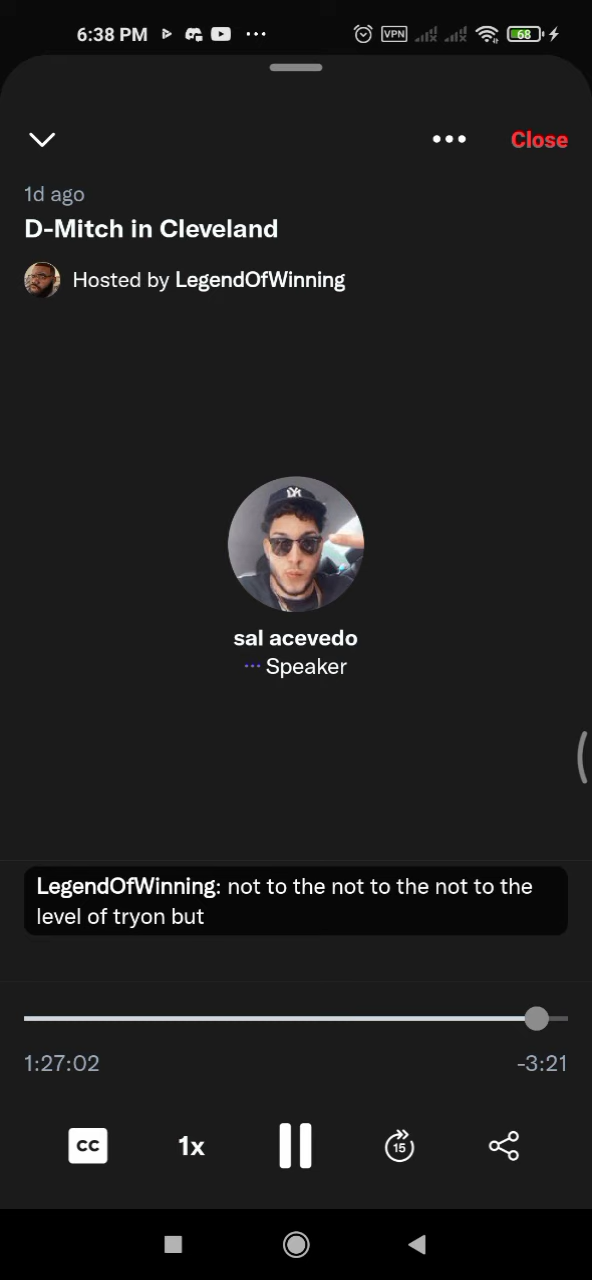 6:38 PM
VPN
68
Close
1d ago
D-Mitch in Cleveland
Hosted by LegendOfWinning
sal acevedo
Speaker
LegendOfWinning: not to the not to the not to the
level of tryon but
1:27:02
-3:21
CC
1x
15